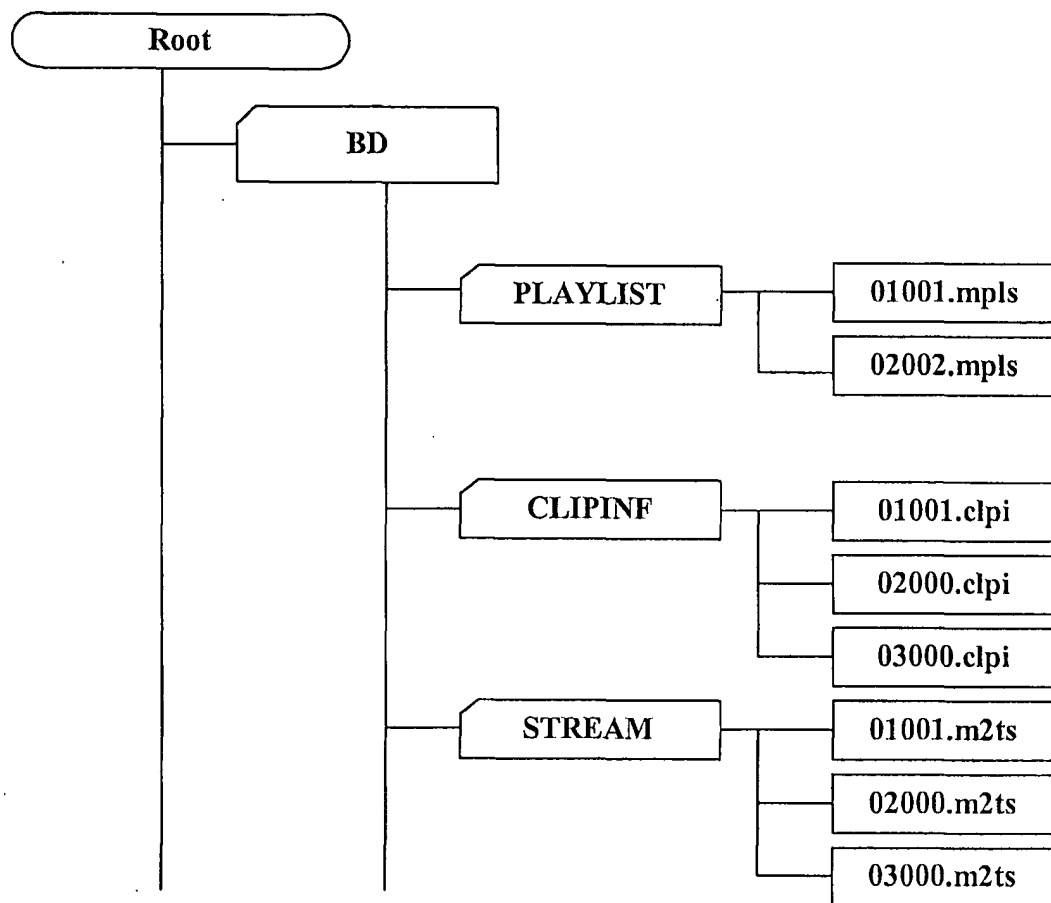 Root
BD
PLAYLIST
01001.mpls
02002.mpls
CLIPINF
01001.clpi
02000.clpi
03000.clpi
STREAM
01001.m2ts
02000.m2ts
03000.m2ts